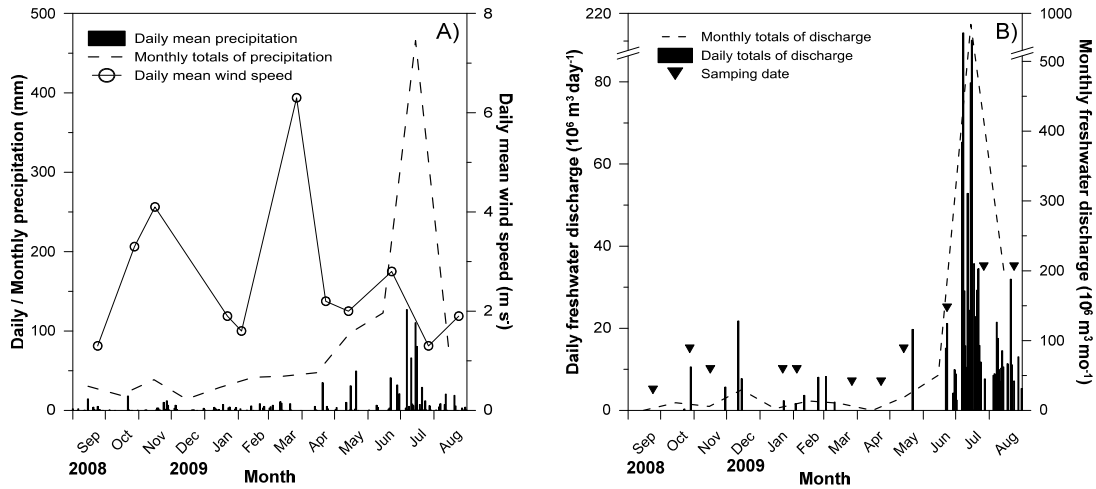 A)
Daily mean precipitation
Monthly totals of precipitation
Daily mean wind speed
Daily / Monthly precipitation (mm)
500
400
300
200
100
0
Daily mean wind speed (m s-1)
8
6
4
2
0
Sep Oct Nov Dec Jan Feb Mar Apr May Jun Jul Aug
2008 2009
Month
B)
Monthly totals of discharge
Daily totals of discharge
Samping date
Daily freshwater discharge (10⁶ m³ day⁻¹)
220
80
60
40
20
0
Monthly freshwater discharge (10⁶ m³ mo⁻¹)
1000
500
400
300
200
100
0
Sep Oct Nov Dec Jan Feb Mar Apr May Jun Jul Aug
2008 2009
Month